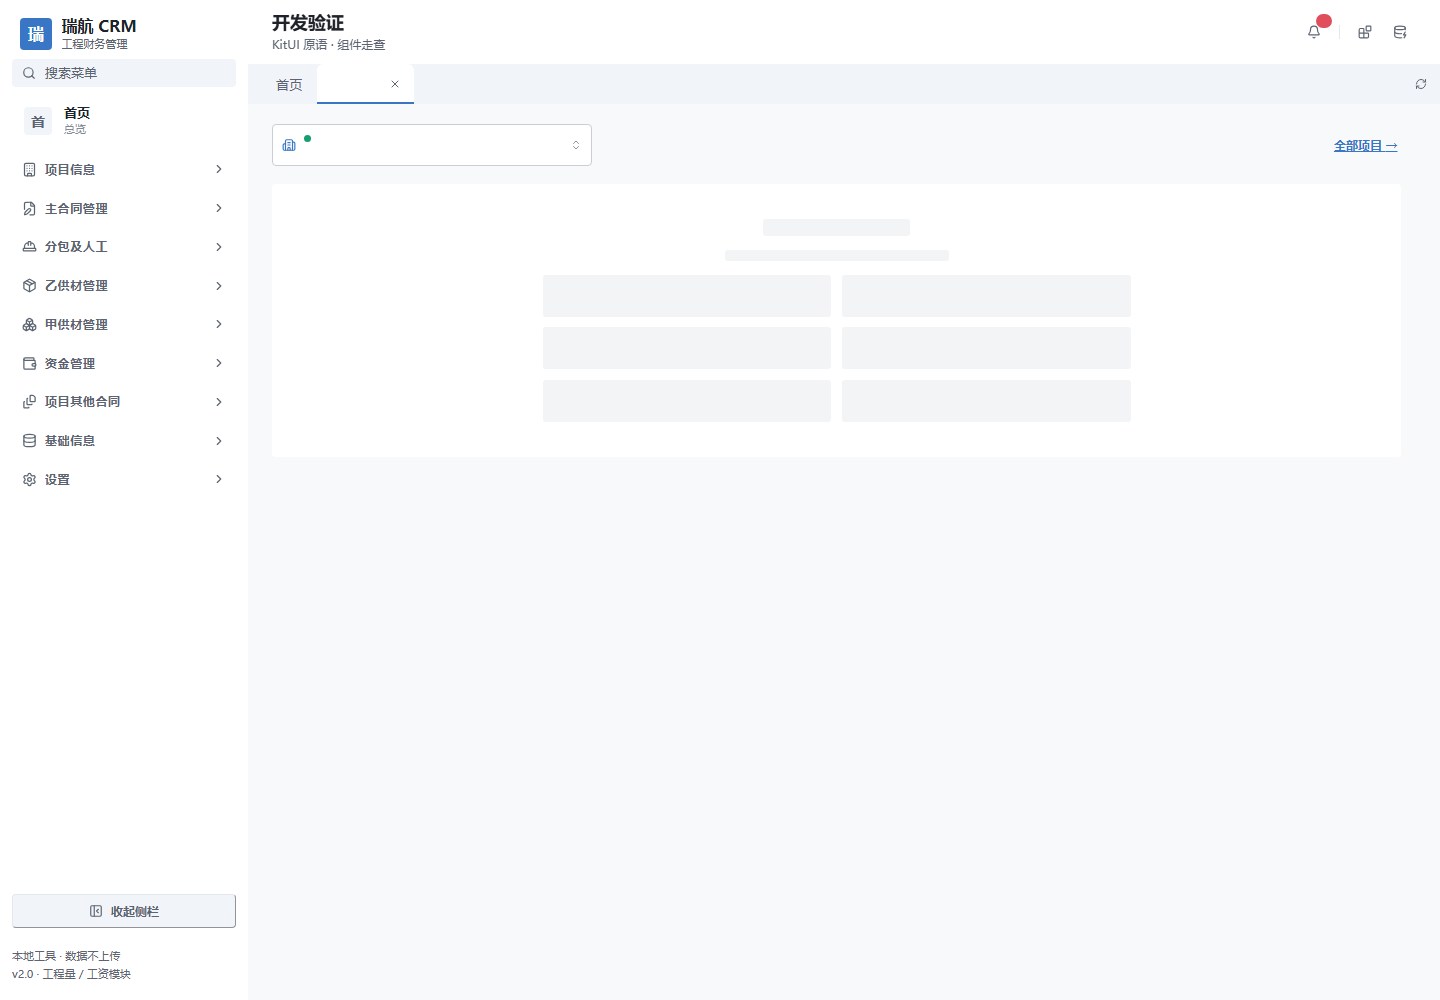 瑞
瑞航 CRM
工程财务管理
搜索菜单
首
首页
总览
项目信息
主合同管理
分包及人工
乙供材管理
甲供材管理
资金管理
项目其他合同
基础信息
设置
收起侧栏
本地工具 · 数据不上传
v2.0 · 工程量 / 工资模块
开发验证
KitUI 原语 · 组件走查
首页
全部项目 →